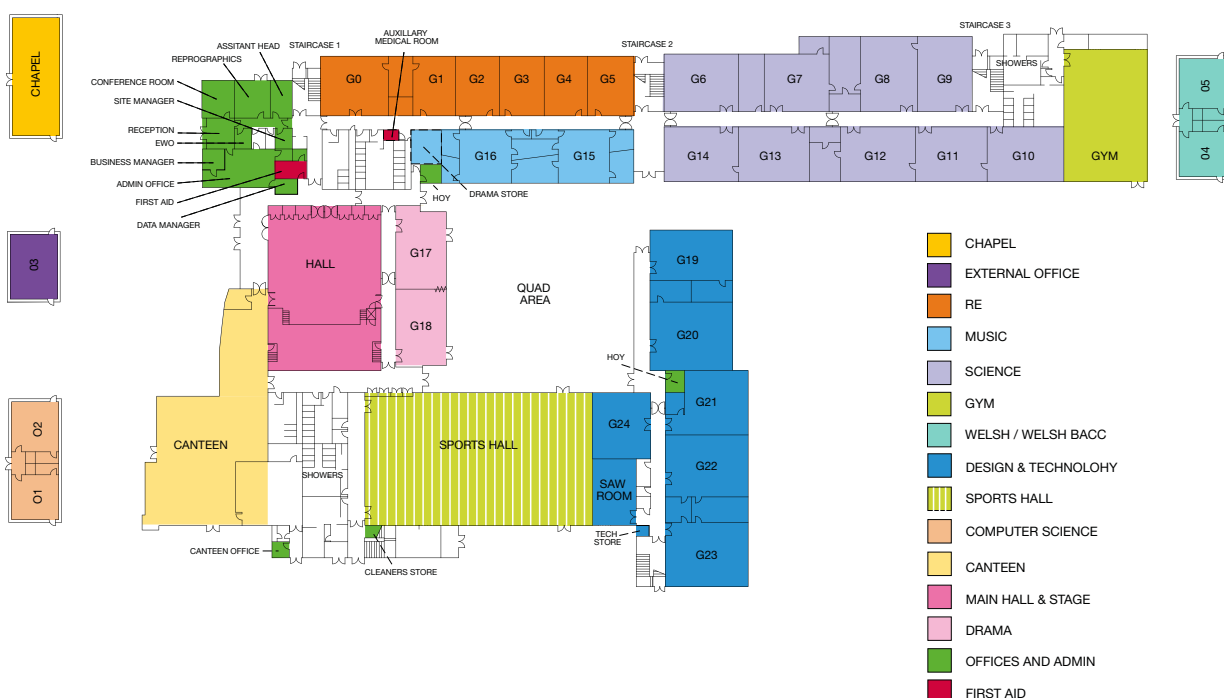 AUXILLARY
MEDICAL ROOM
STAIRCASE 3
ASSITANT HEAD
STAIRCASE 1
STAIRCASE 2
REPROGRAPHICS
CONFERENCE ROOM
SITE MANAGER
RECEPTION
EWO
BUSINESS MANAGER
ADMIN OFFICE
FIRST AID
DATA MANAGER
CHAPEL
G0
G1
G2
G3
G4
G5
G6
G7
G8
G9
SHOWERS
05
04
G16
G15
G14
G13
G12
G11
G10
GYM
HOY
DRAMA STORE
03
HALL
G17
G18
QUAD
AREA
G19
G20
HOY
G21
G22
G23
G24
SAW
ROOM
TECH
STORE
SPORTS HALL
CANTEEN
SHOWERS
O2
O1
CANTEEN OFFICE
CLEANERS STORE
CHAPEL
EXTERNAL OFFICE
RE
MUSIC
SCIENCE
GYM
WELSH / WELSH BACC
DESIGN & TECHNOLOHY
SPORTS HALL
COMPUTER SCIENCE
CANTEEN
MAIN HALL & STAGE
DRAMA
OFFICES AND ADMIN
FIRST AID